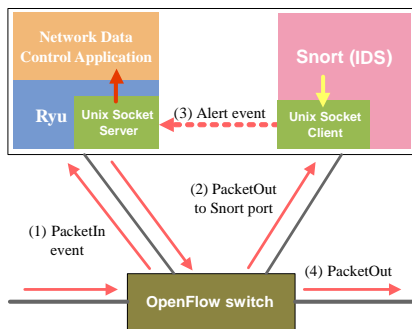 Network Data
Control Application
Snort (IDS)
Ryu
Unix Socket
Server
(3) Alert event
Unix Socket
Client
(2) PacketOut
to Snort port
(1) PacketIn
event
(4) PacketOut
OpenFlow switch